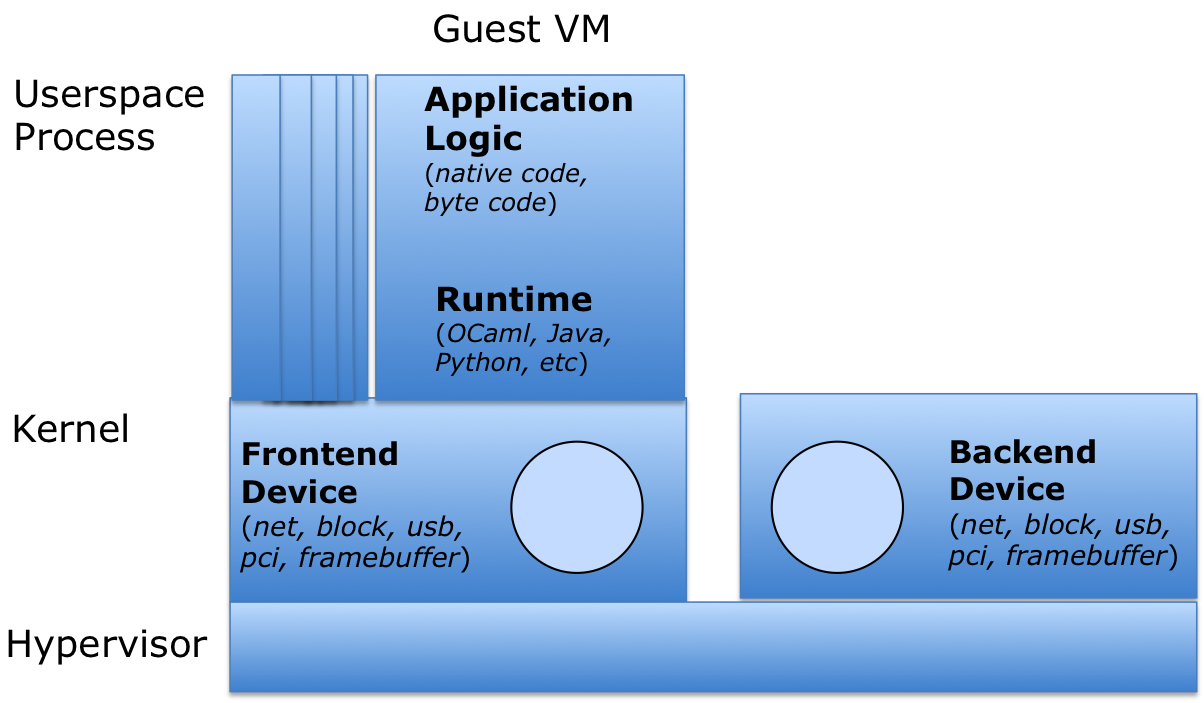 Guest VM
Userspace
Process
Application
Logic
(native code,
byte code)
Runtime
(OCaml, Java,
Python, etc)
Kernel
Frontend
Device
(net, block, usb,
pci, framebuffer)
Backend
Device
(net, block, usb,
pci, framebuffer)
Hypervisor